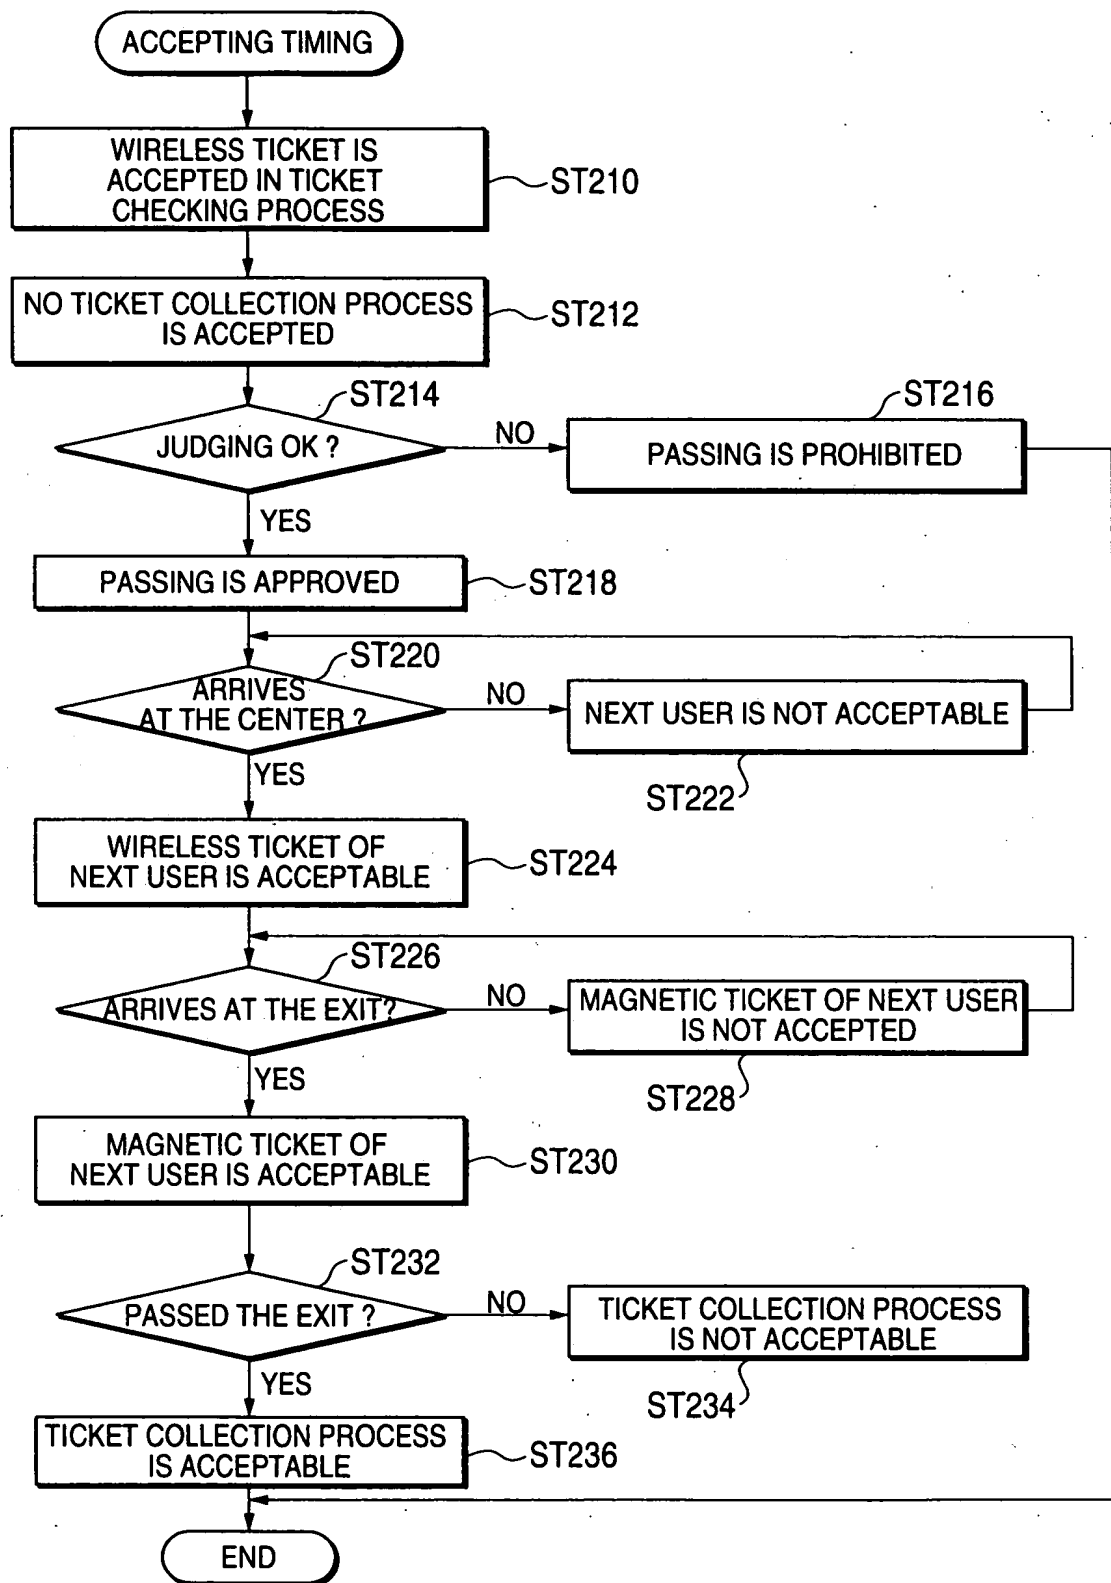 ACCEPTING TIMING
WIRELESS TICKET IS
ACCEPTED IN TICKET
CHECKING PROCESS
ST210
NO TICKET COLLECTION PROCESS
IS ACCEPTED
ST212
ST214
JUDGING OK ?
NO
ST216
PASSING IS PROHIBITED
YES
PASSING IS APPROVED
ST218
ST220
ARRIVES
AT THE CENTER ?
NO
NEXT USER IS NOT ACCEPTABLE
ST222
YES
WIRELESS TICKET OF
NEXT USER IS ACCEPTABLE
ST224
ST226
ARRIVES AT THE EXIT?
NO
MAGNETIC TICKET OF NEXT USER
IS NOT ACCEPTED
ST228
YES
MAGNETIC TICKET OF
NEXT USER IS ACCEPTABLE
ST230
ST232
PASSED THE EXIT ?
NO
TICKET COLLECTION PROCESS
IS NOT ACCEPTABLE
ST234
YES
TICKET COLLECTION PROCESS
IS ACCEPTABLE
ST236
END